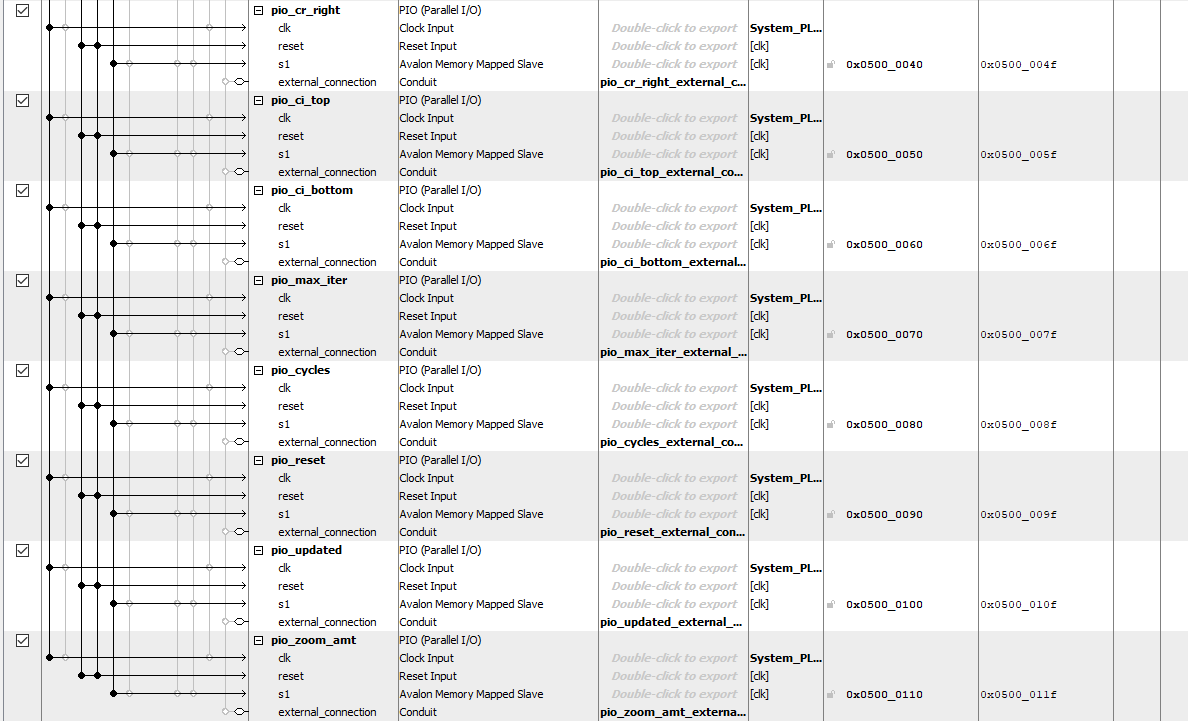 pio_cr_right PIO (Parallel I/O)
clk Clock Input Double-click to export System_PL...
reset Reset Input Double-click to export [clk]
s1 Avalon Memory Mapped Slave Double-click to export [clk] 0x0500_0040 0x0500_004f
external_connection Conduit pio_cr_right_external_c...
pio_ci_top PIO (Parallel I/O)
clk Clock Input Double-click to export System_PL...
reset Reset Input Double-click to export [clk]
s1 Avalon Memory Mapped Slave Double-click to export [clk] 0x0500_0050 0x0500_005f
external_connection Conduit pio_ci_top_external_co...
pio_ci_bottom PIO (Parallel I/O)
clk Clock Input Double-click to export System_PL...
reset Reset Input Double-click to export [clk]
s1 Avalon Memory Mapped Slave Double-click to export [clk] 0x0500_0060 0x0500_006f
external_connection Conduit pio_ci_bottom_external...
pio_max_iter PIO (Parallel I/O)
clk Clock Input Double-click to export System_PL...
reset Reset Input Double-click to export [clk]
s1 Avalon Memory Mapped Slave Double-click to export [clk] 0x0500_0070 0x0500_007f
external_connection Conduit pio_max_iter_external_...
pio_cycles PIO (Parallel I/O)
clk Clock Input Double-click to export System_PL...
reset Reset Input Double-click to export [clk]
s1 Avalon Memory Mapped Slave Double-click to export [clk] 0x0500_0080 0x0500_008f
external_connection Conduit pio_cycles_external_co...
pio_reset PIO (Parallel I/O)
clk Clock Input Double-click to export System_PL...
reset Reset Input Double-click to export [clk]
s1 Avalon Memory Mapped Slave Double-click to export [clk] 0x0500_0090 0x0500_009f
external_connection Conduit pio_reset_external_con...
pio_updated PIO (Parallel I/O)
clk Clock Input Double-click to export System_PL...
reset Reset Input Double-click to export [clk]
s1 Avalon Memory Mapped Slave Double-click to export [clk] 0x0500_0100 0x0500_010f
external_connection Conduit pio_updated_external_...
pio_zoom_amt PIO (Parallel I/O)
clk Clock Input Double-click to export System_PL...
reset Reset Input Double-click to export [clk]
s1 Avalon Memory Mapped Slave Double-click to export [clk] 0x0500_0110 0x0500_011f
external_connection Conduit pio_zoom_amt_externa...